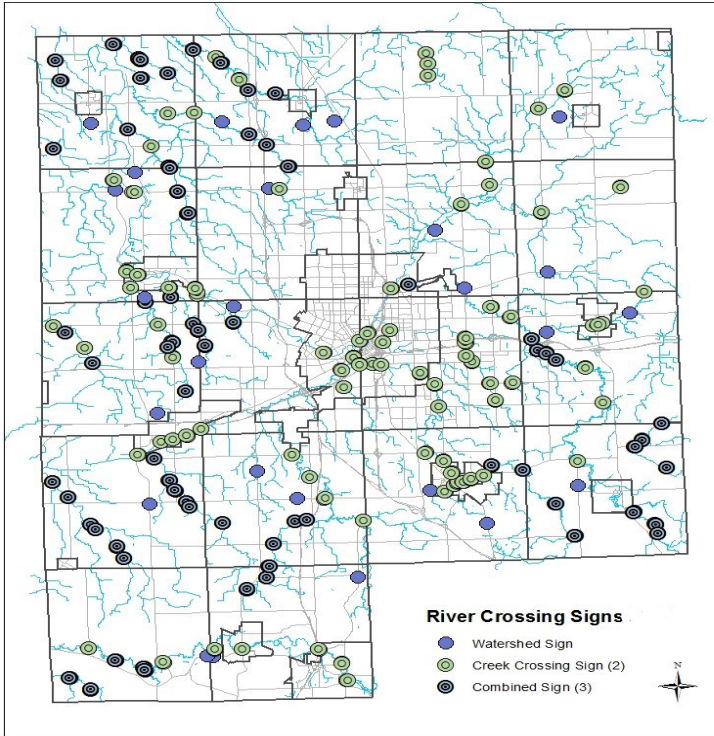 River Crossing Signs
Watershed Sign
Creek Crossing Sign (2)
Combined Sign (3)
N